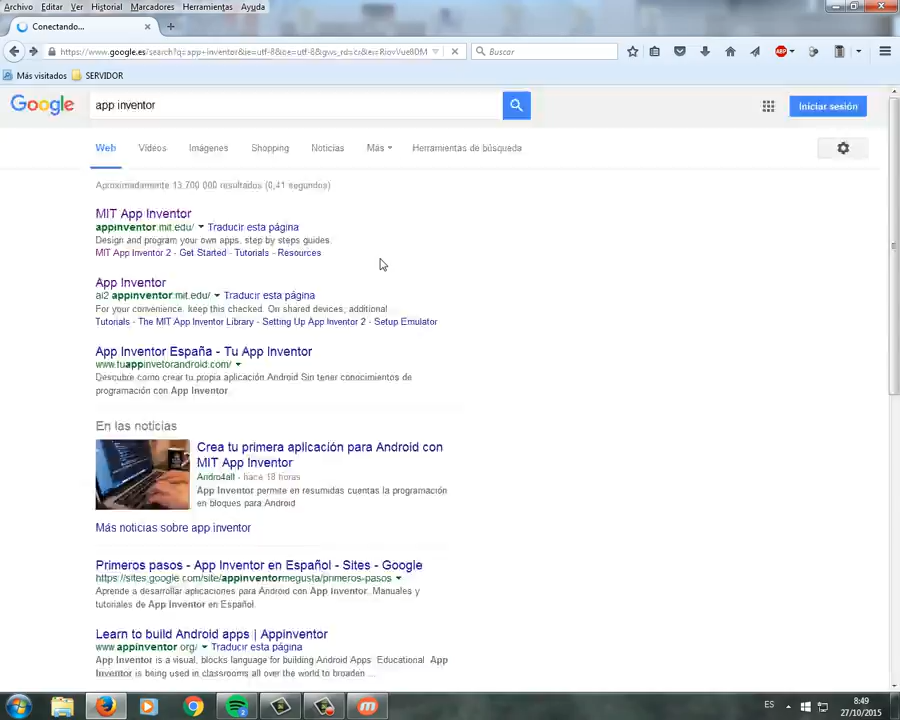 Archivo Editar Ver Historial Marcadores Herramientas Ayuda
Conectando...
https://www.google.es/search?q=app+inventor&ie=utf-8&oe=utf-8&gws_rd=cr&ei= Buscar
ABP
Más visitados SERVIDOR
Google app inventor Iniciar sesión
Web Vídeos Imágenes Shopping Noticias Más Herramientas de búsqueda
Aproximadamente 13.700.000 resultados (0,41 segundos)
MIT App Inventor
appinventor.mit.edu/ Traducir esta página
Design and program your own apps, step by steps guides.
MIT App Inventor 2 - Get Started - Tutorials - Resources
App Inventor
ai2.appinventor.mit.edu/ Traducir esta página
For your convenience, keep this checked. On shared devices, additional
Tutorials - The MIT App Inventor Library - Setting Up App Inventor 2 - Setup Emulator
App Inventor España - Tu App Inventor
www.tuappinvetorandroid.com/
Descubre como crear tu propia aplicación Android Sin tener conocimientos de
programación con App Inventor
En las noticias
Crea tu primera aplicación para Android con
MIT App Inventor
Andro4all - hace 18 horas
App Inventor permite en resumidas cuentas la programación
en bloques para Android
Más noticias sobre app inventor
Primeros pasos - App Inventor en Español - Sites - Google
https://sites.google.com/site/appinventormegusta/primeros-pasos
Aprende a desarrollar aplicaciones para Android con App Inventor. Manuales y
tutoriales de App Inventor en Español.
Learn to build Android apps | Appinventor
www.appinventor.org/ Traducir esta página
App Inventor is a visual, blocks language for building Android Apps. Educational App
Inventor is being used in classrooms all over the world to broaden ...
ES 8:49
27/10/2015